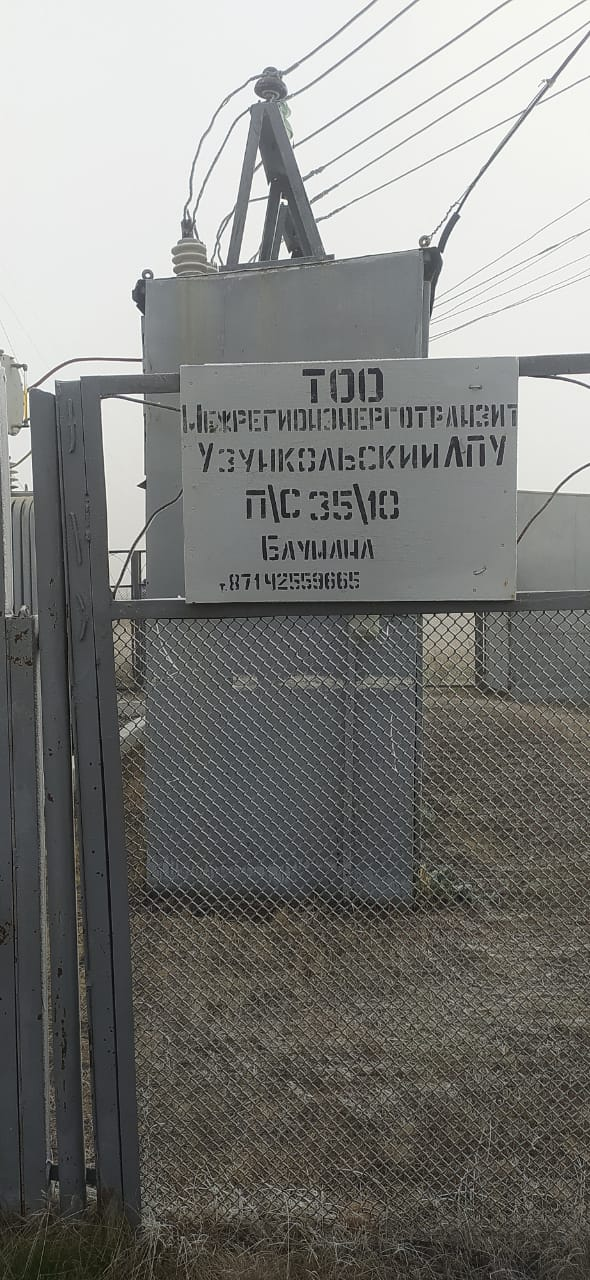 ТОО
МЕЖРЕГИОНЭНЕРГОТРАНЗИТ
УЗУНКОЛЬСКИЙ ЛПУ
П\С 35\10
БАУМАНА
т.87142559665